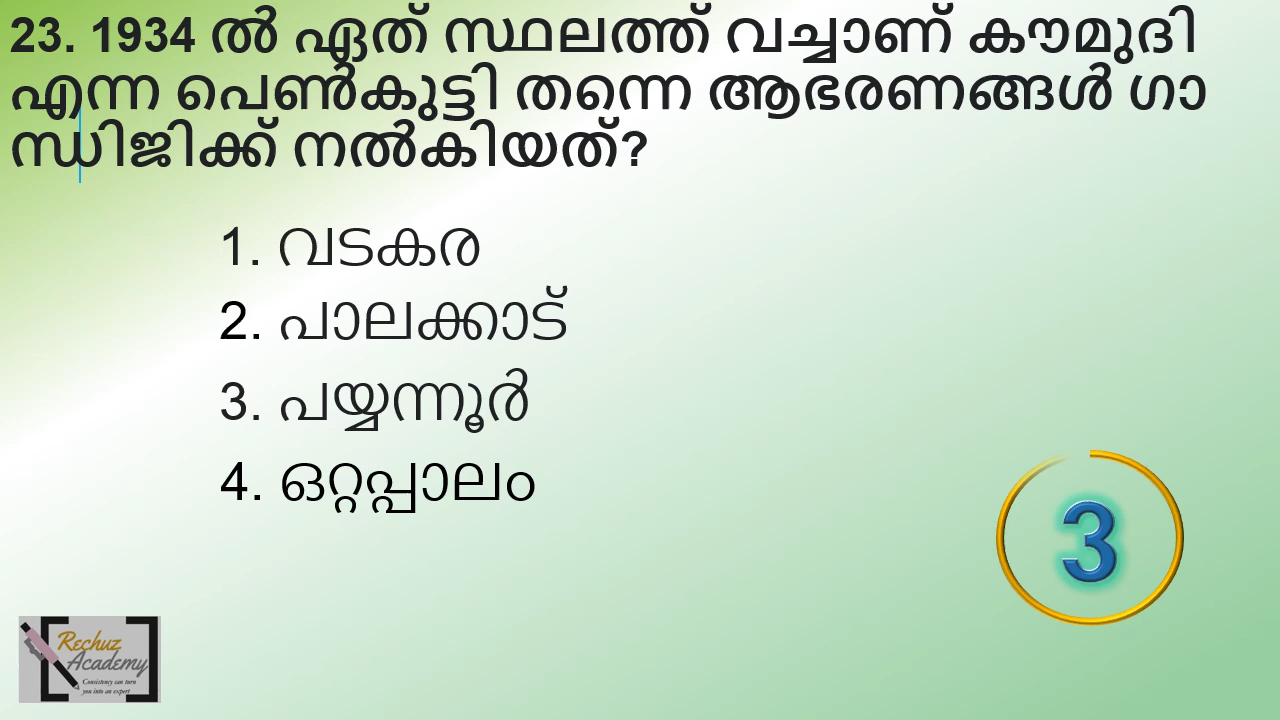 23. 1934 ൽ ഏത് സ്ഥലത്ത് വച്ചാണ് കൗമുദി
എന്ന പെൺകുട്ടി തന്നെ ആഭരണങ്ങൾ ഗാ
ന്ധിജിക്ക് നൽകിയത്?
1. വടകര
2. പാലക്കാട്
3. പയ്യന്നൂർ
4. ഒറ്റപ്പാലം
3
Rechuz
Academy
Consistency can turn
you into an expert